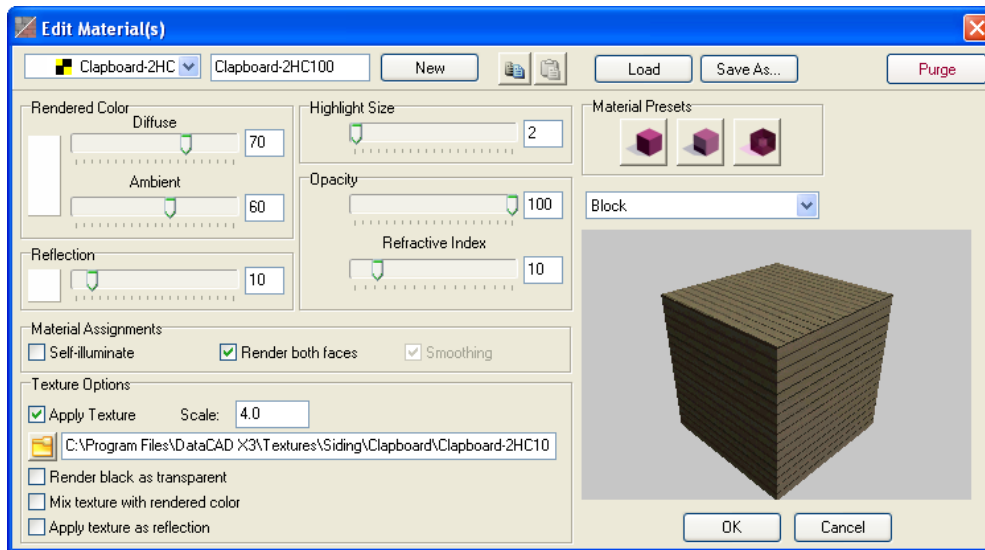 Edit Material(s)
Clapboard-2HC Clapboard-2HC100 New Load Save As... Purge
Rendered Color
Diffuse
70
Ambient
60
Highlight Size
2
Opacity
100
Refractive Index
10
Reflection
10
Material Presets
Block
Material Assignments
Self-illuminate Render both faces Smoothing
Texture Options
Apply Texture Scale: 4.0
C:\Program Files\DataCAD X3\Textures\Siding\Clapboard\Clapboard-2HC10
Render black as transparent
Mix texture with rendered color
Apply texture as reflection
OK Cancel